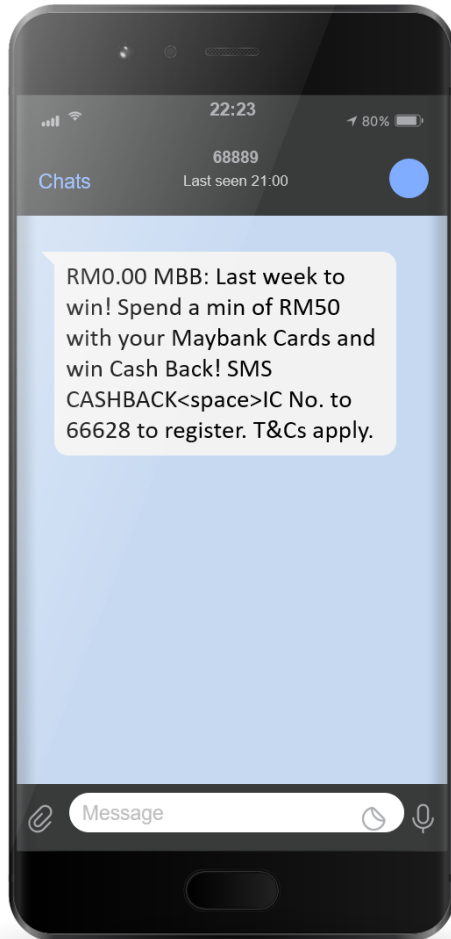 22:23
80%
68889
Chats
Last seen 21:00
RM0.00 MBB: Last week to
win! Spend a min of RM50
with your Maybank Cards and
win Cash Back! SMS
CASHBACK<space>IC No. to
66628 to register. T&Cs apply.
Message